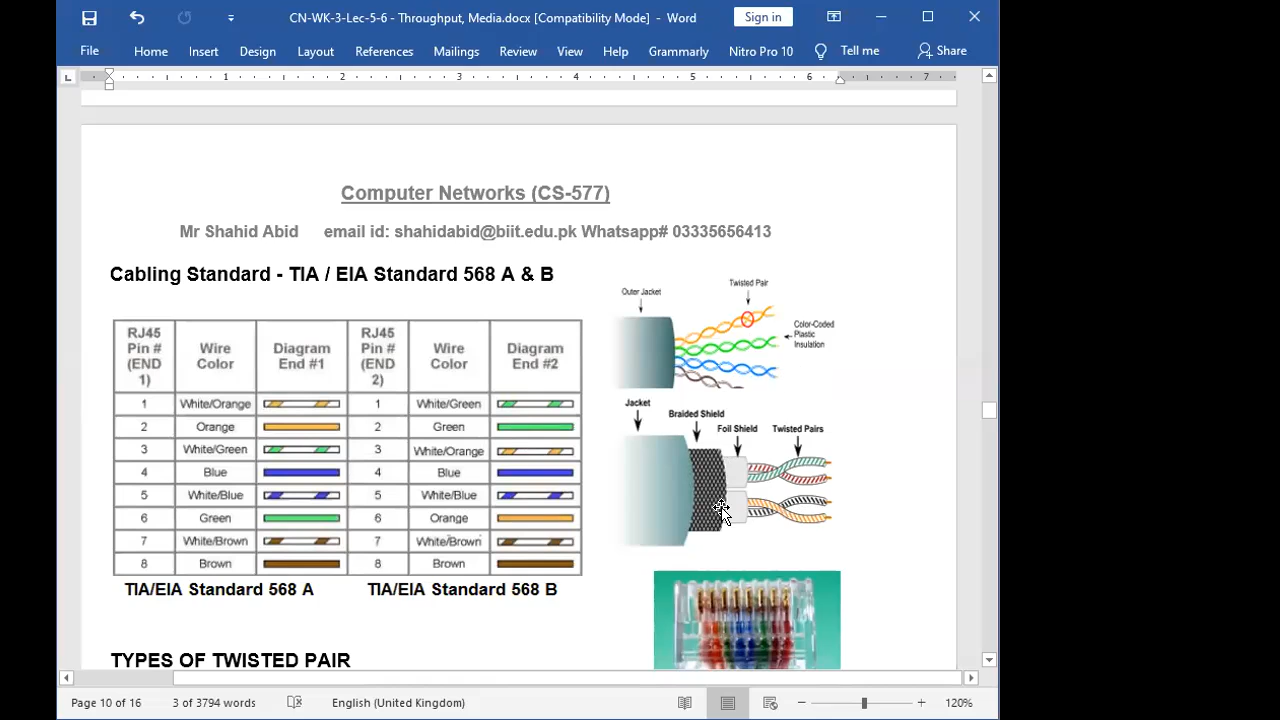 CN-WK-3-Lec-5-6 - Throughput, Media.docx [Compatibility Mode] - Word
Sign in
File Home Insert Design Layout References Mailings Review View Help Grammarly Nitro Pro 10 Tell me Share
1 2 3 4 5 6 7
Computer Networks (CS-577)
Mr Shahid Abid email id: shahidabid@biit.edu.pk Whatsapp# 03335656413
Cabling Standard - TIA / EIA Standard 568 A & B
RJ45 Pin # (END 1) Wire Color Diagram End #1 RJ45 Pin # (END 2) Wire Color Diagram End #2
1 White/Orange 1 White/Green
2 Orange 2 Green
3 White/Green 3 White/Orange
4 Blue 4 Blue
5 White/Blue 5 White/Blue
6 Green 6 Orange
7 White/Brown 7 White/Brown
8 Brown 8 Brown
TIA/EIA Standard 568 A TIA/EIA Standard 568 B
Twisted Pair
Outer Jacket
Color-Coded
Plastic
Insulation
Jacket
Braided Shield
Foil Shield Twisted Pairs
TYPES OF TWISTED PAIR
Page 10 of 16 3 of 3794 words English (United Kingdom) 120%